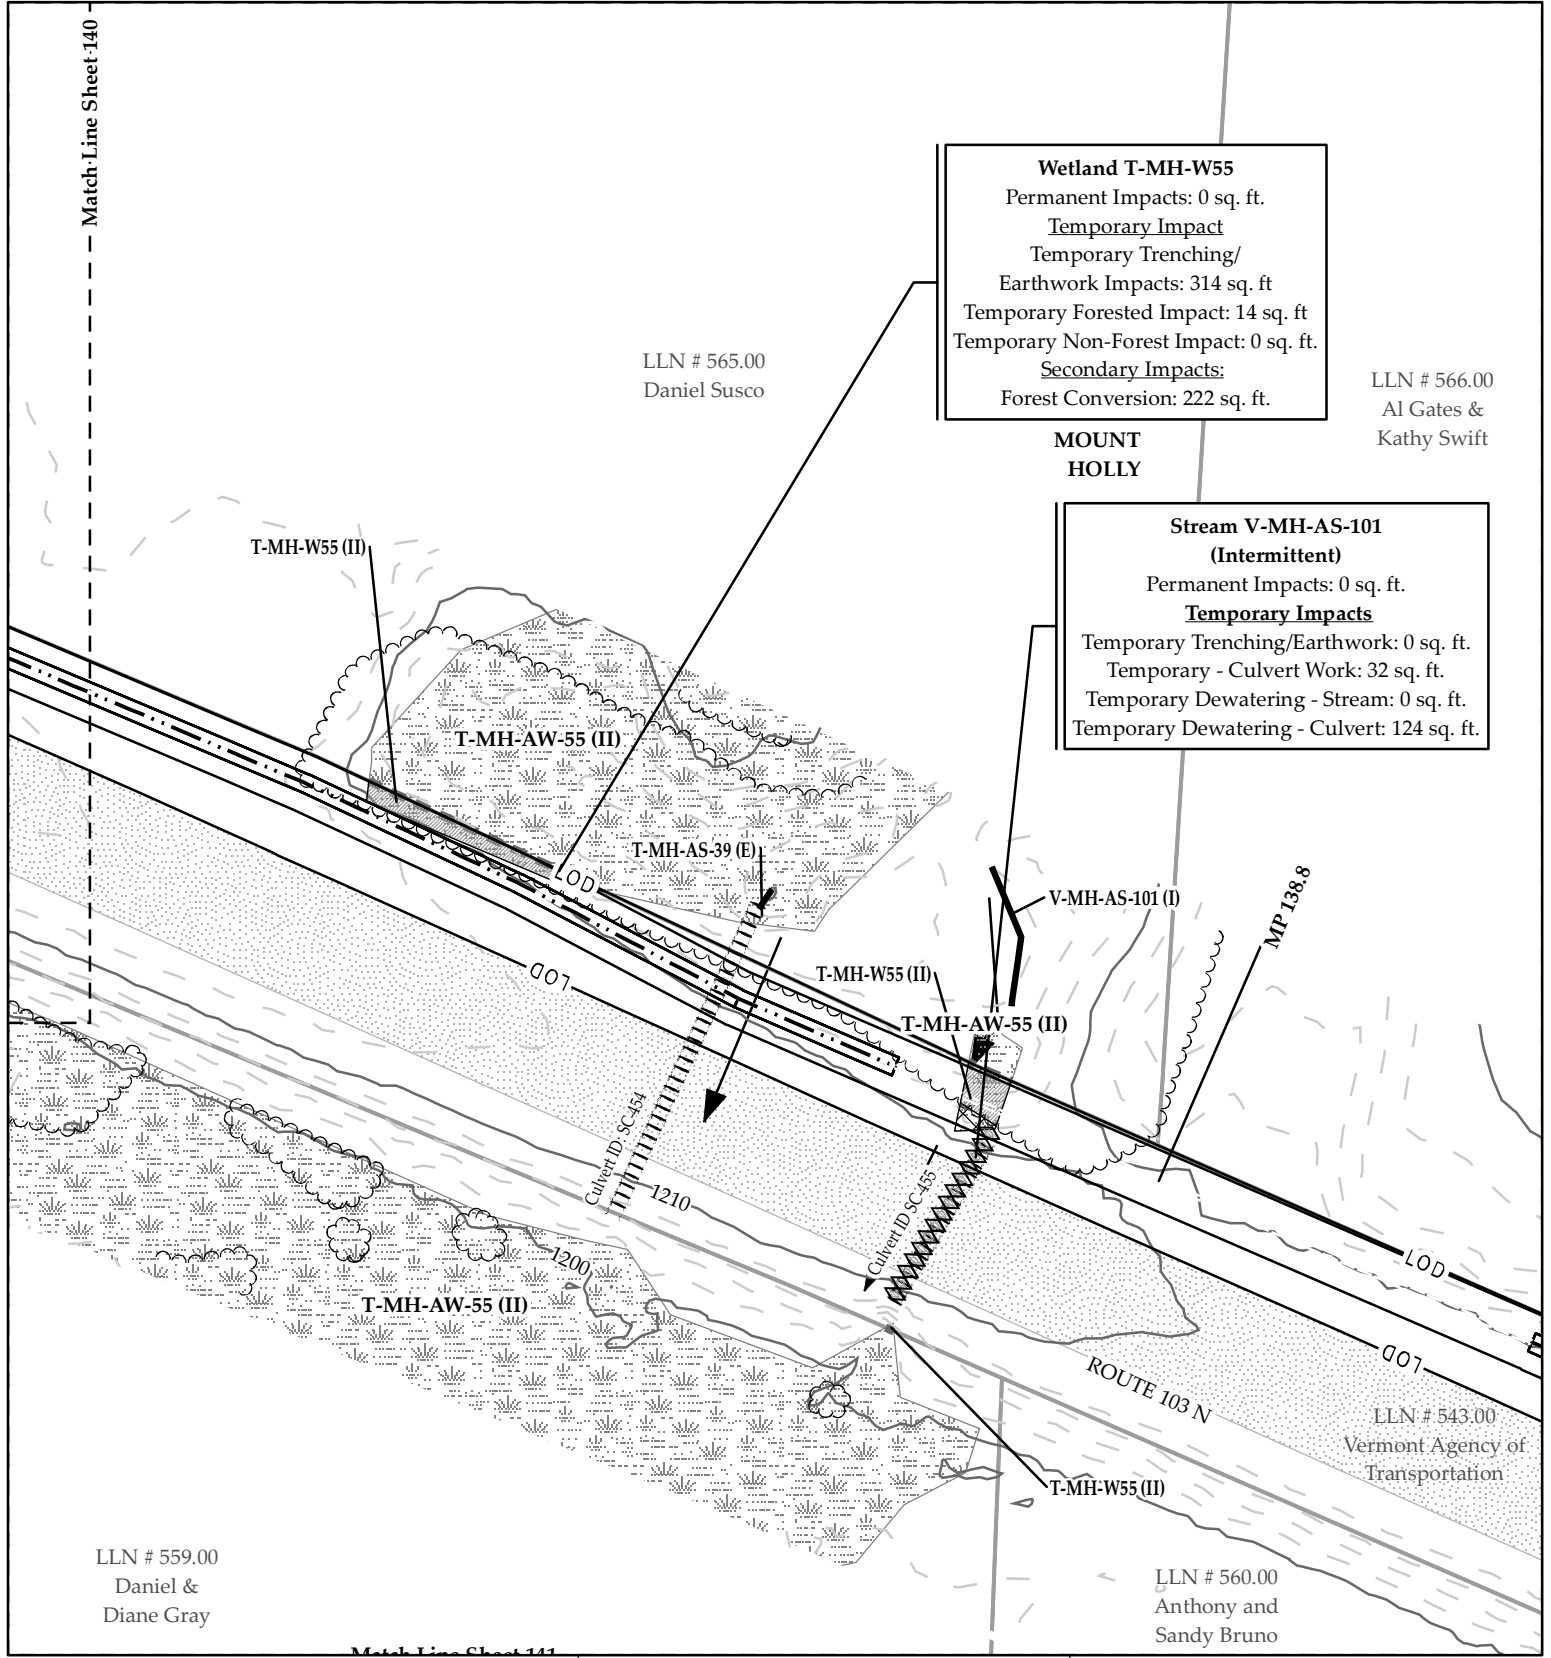 Match Line Sheet 140
Wetland T-MH-W55
Permanent Impacts: 0 sq. ft.
Temporary Impact
Temporary Trenching/
Earthwork Impacts: 314 sq. ft
Temporary Forested Impact: 14 sq. ft
Temporary Non-Forest Impact: 0 sq. ft.
Secondary Impacts:
Forest Conversion: 222 sq. ft.
LLN # 565.00
Daniel Susco
LLN # 566.00
Al Gates &
Kathy Swift
MOUNT
HOLLY
Stream V-MH-AS-101
(Intermittent)
Permanent Impacts: 0 sq. ft.
Temporary Impacts
Temporary Trenching/Earthwork: 0 sq. ft.
Temporary - Culvert Work: 32 sq. ft.
Temporary Dewatering - Stream: 0 sq. ft.
Temporary Dewatering - Culvert: 124 sq. ft.
T-MH-W55 (II)
T-MH-AW-55 (II)
T-MH-AS-39 (E)
LOD
V-MH-AS-101 (I)
MP 138.8
LOD
T-MH-W55 (II)
T-MH-AW-55 (II)
Culvert ID SC-454
1210
Culvert ID SC-455
1200
LOD
T-MH-AW-55 (II)
LOD
ROUTE 103 N
LLN # 543.00
Vermont Agency of
Transportation
T-MH-W55 (II)
LLN # 559.00
Daniel &
Diane Gray
LLN # 560.00
Anthony and
Sandy Bruno
Match Line Sheet 141